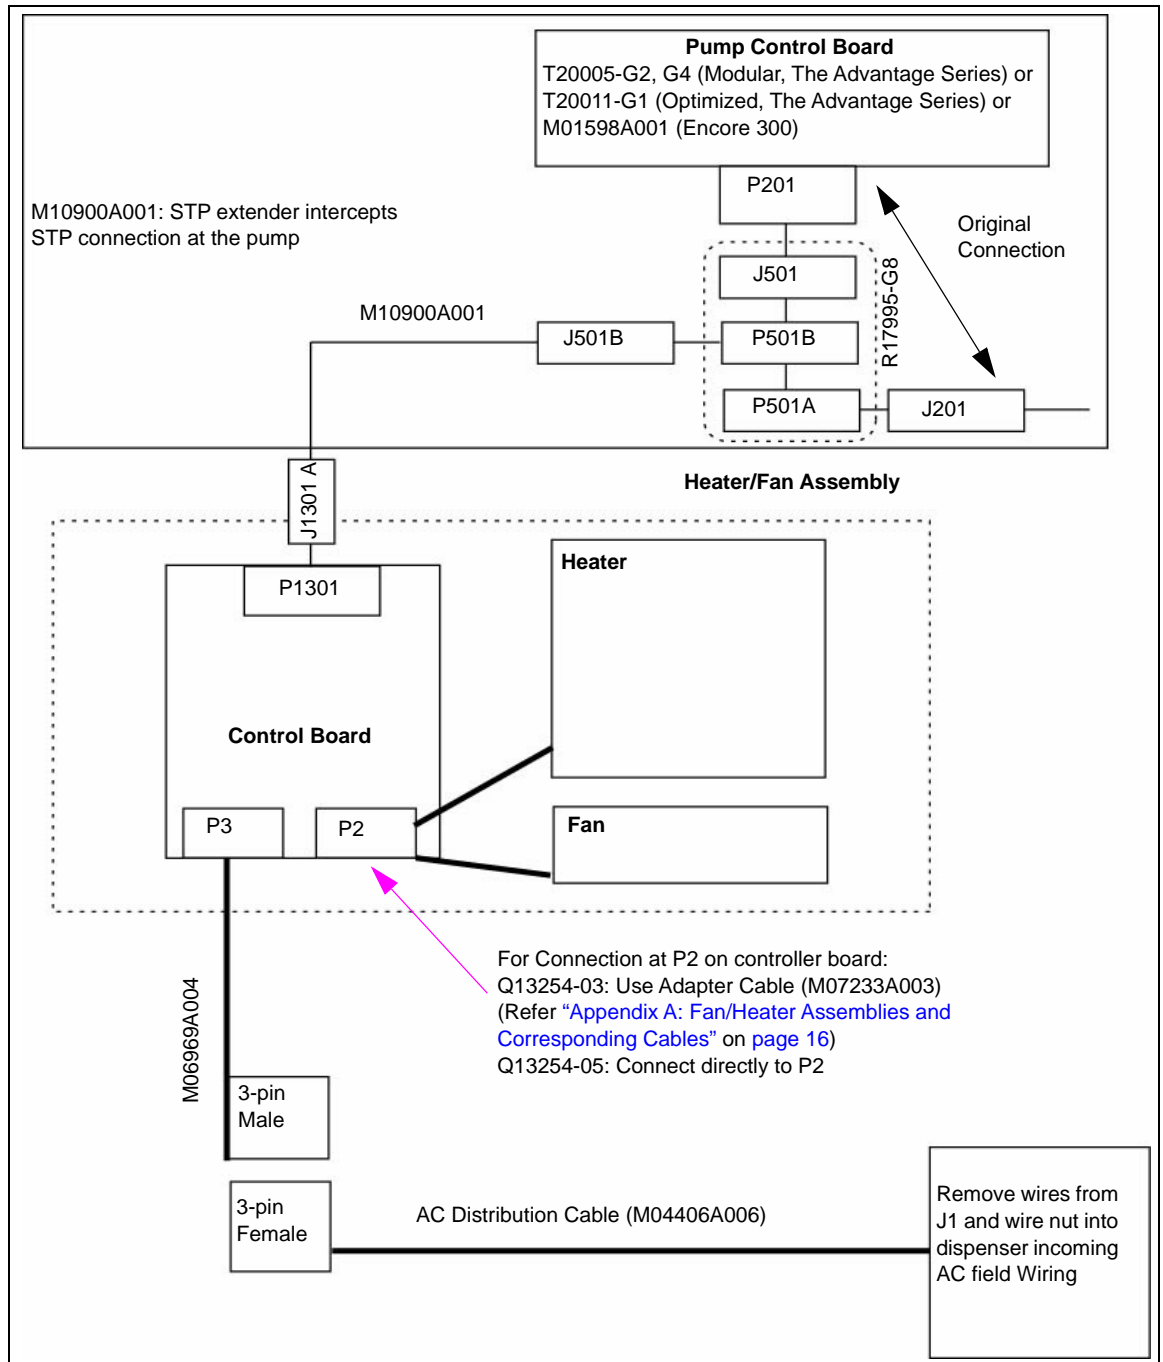 Pump Control Board
T20005-G2, G4 (Modular, The Advantage Series) or
T20011-G1 (Optimized, The Advantage Series) or
M01598A001 (Encore 300)
P201
M10900A001: STP extender intercepts
STP connection at the pump
Original
Connection
J501
R17995-G8
M10900A001
J501B
P501B
P501A
J201
J1301 A
Heater/Fan Assembly
P1301
Heater
Control Board
P3
P2
Fan
For Connection at P2 on controller board:
Q13254-03: Use Adapter Cable (M07233A003)
(Refer “Appendix A: Fan/Heater Assemblies and
Corresponding Cables” on page 16)
Q13254-05: Connect directly to P2
M06969A004
3-pin
Male
3-pin
Female
AC Distribution Cable (M04406A006)
Remove wires from
J1 and wire nut into
dispenser incoming
AC field Wiring